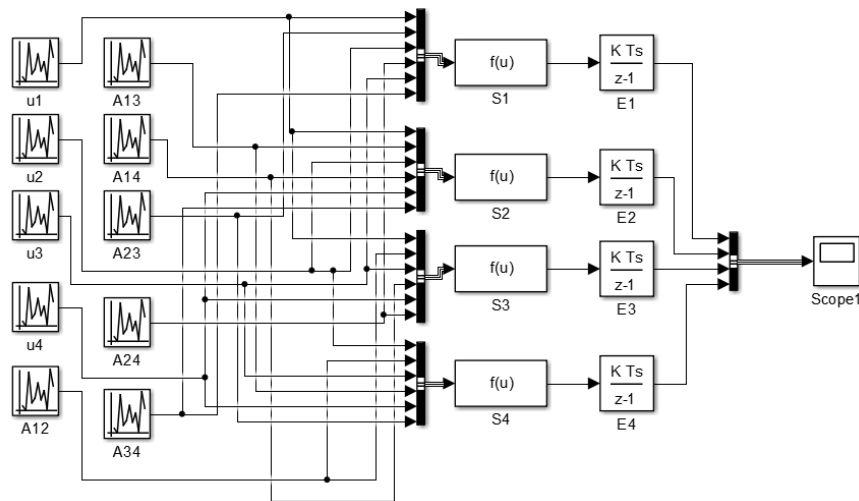 u1
A13
u2
A14
u3
A23
u4
A24
A12
A34
f(u)
S1
K Ts
z-1
E1
f(u)
S2
K Ts
z-1
E2
f(u)
S3
K Ts
z-1
E3
f(u)
S4
K Ts
z-1
E4
Scope1